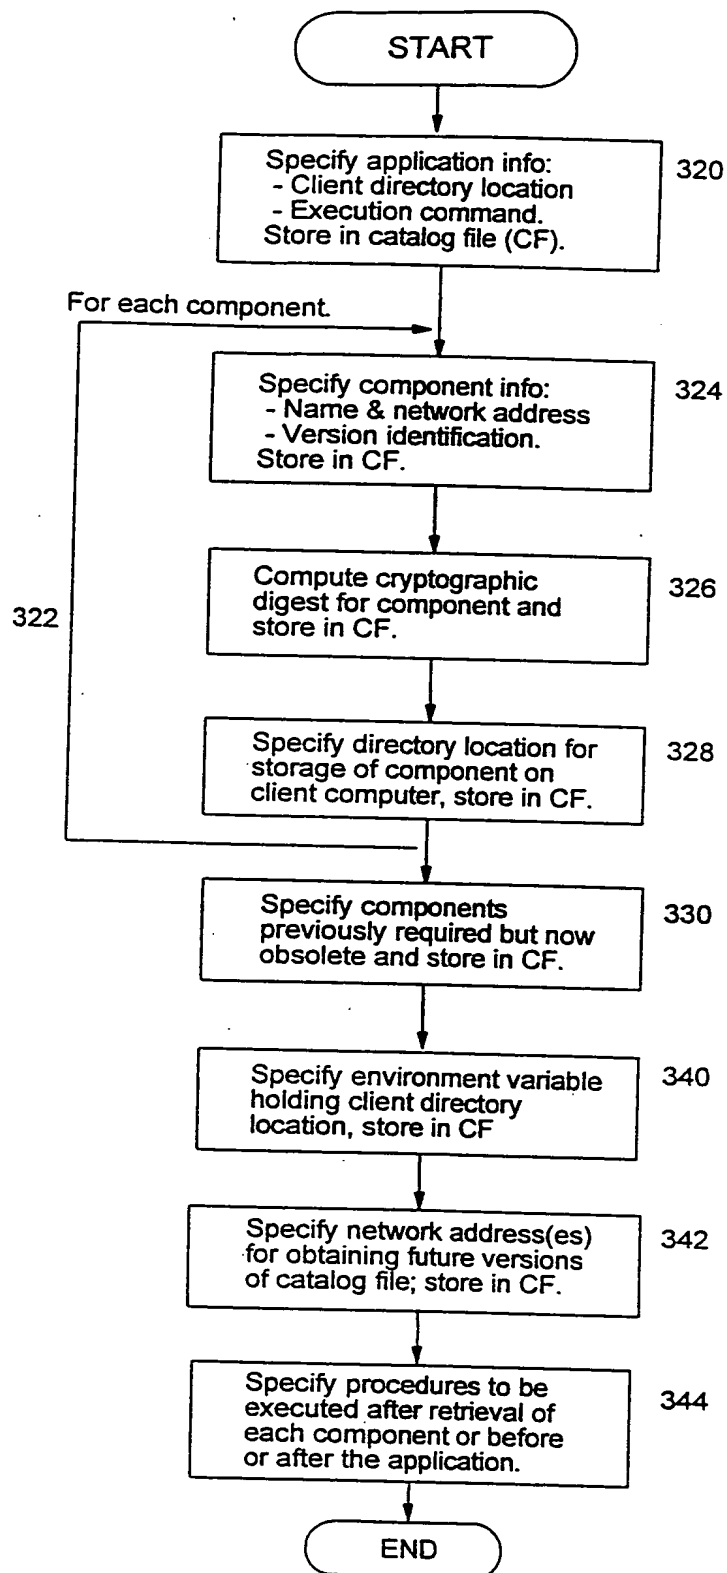 START
Specify application info:
- Client directory location
- Execution command.
Store in catalog file (CF).
320
For each component.
Specify component info:
- Name & network address
- Version identification.
Store in CF.
324
Compute cryptographic
digest for component and
store in CF.
326
322
Specify directory location for
storage of component on
client computer, store in CF.
328
Specify components
previously required but now
obsolete and store in CF.
330
Specify environment variable
holding client directory
location, store in CF
340
Specify network address(es)
for obtaining future versions
of catalog file; store in CF.
342
Specify procedures to be
executed after retrieval of
each component or before
or after the application.
344
END